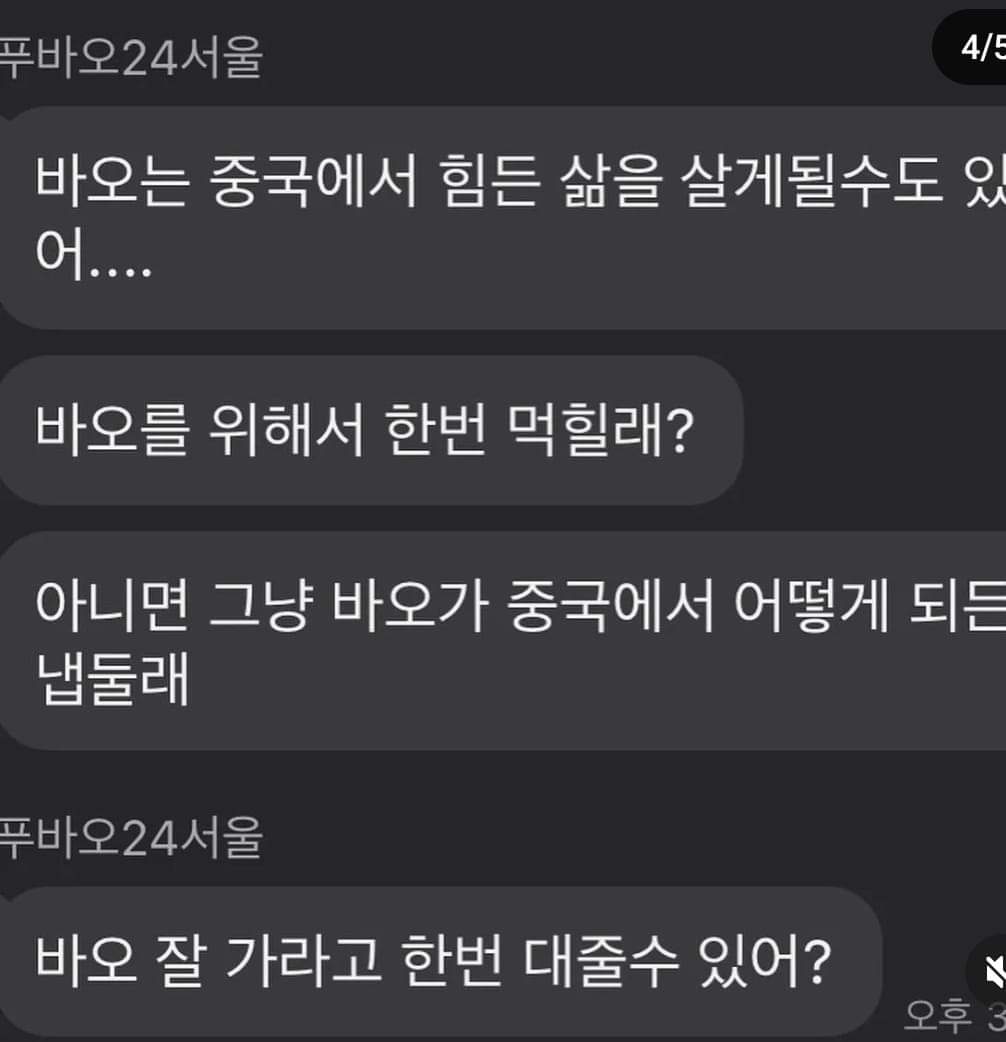 푸바오24서울
4/5
바오는 중국에서 힘든 삶을 살게될수도 있
어....
바오를 위해서 한번 먹힐래?
아니면 그냥 바오가 중국에서 어떻게 되든
냅둘래
푸바오24서울
바오 잘 가라고 한번 대줄수 있어?
오후 3